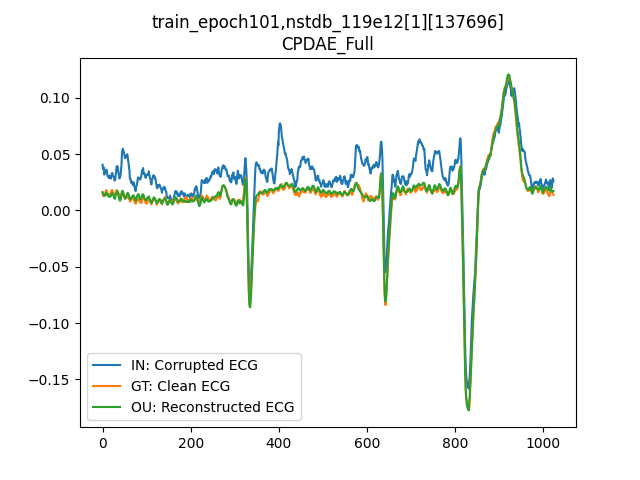 train_epoch101,nstdb_119e12[1][137696]
CPDAE_Full
0.10
0.05
0.00
−0.05
−0.10
−0.15
IN: Corrupted ECG
GT: Clean ECG
OU: Reconstructed ECG
0 200 400 600 800 1000